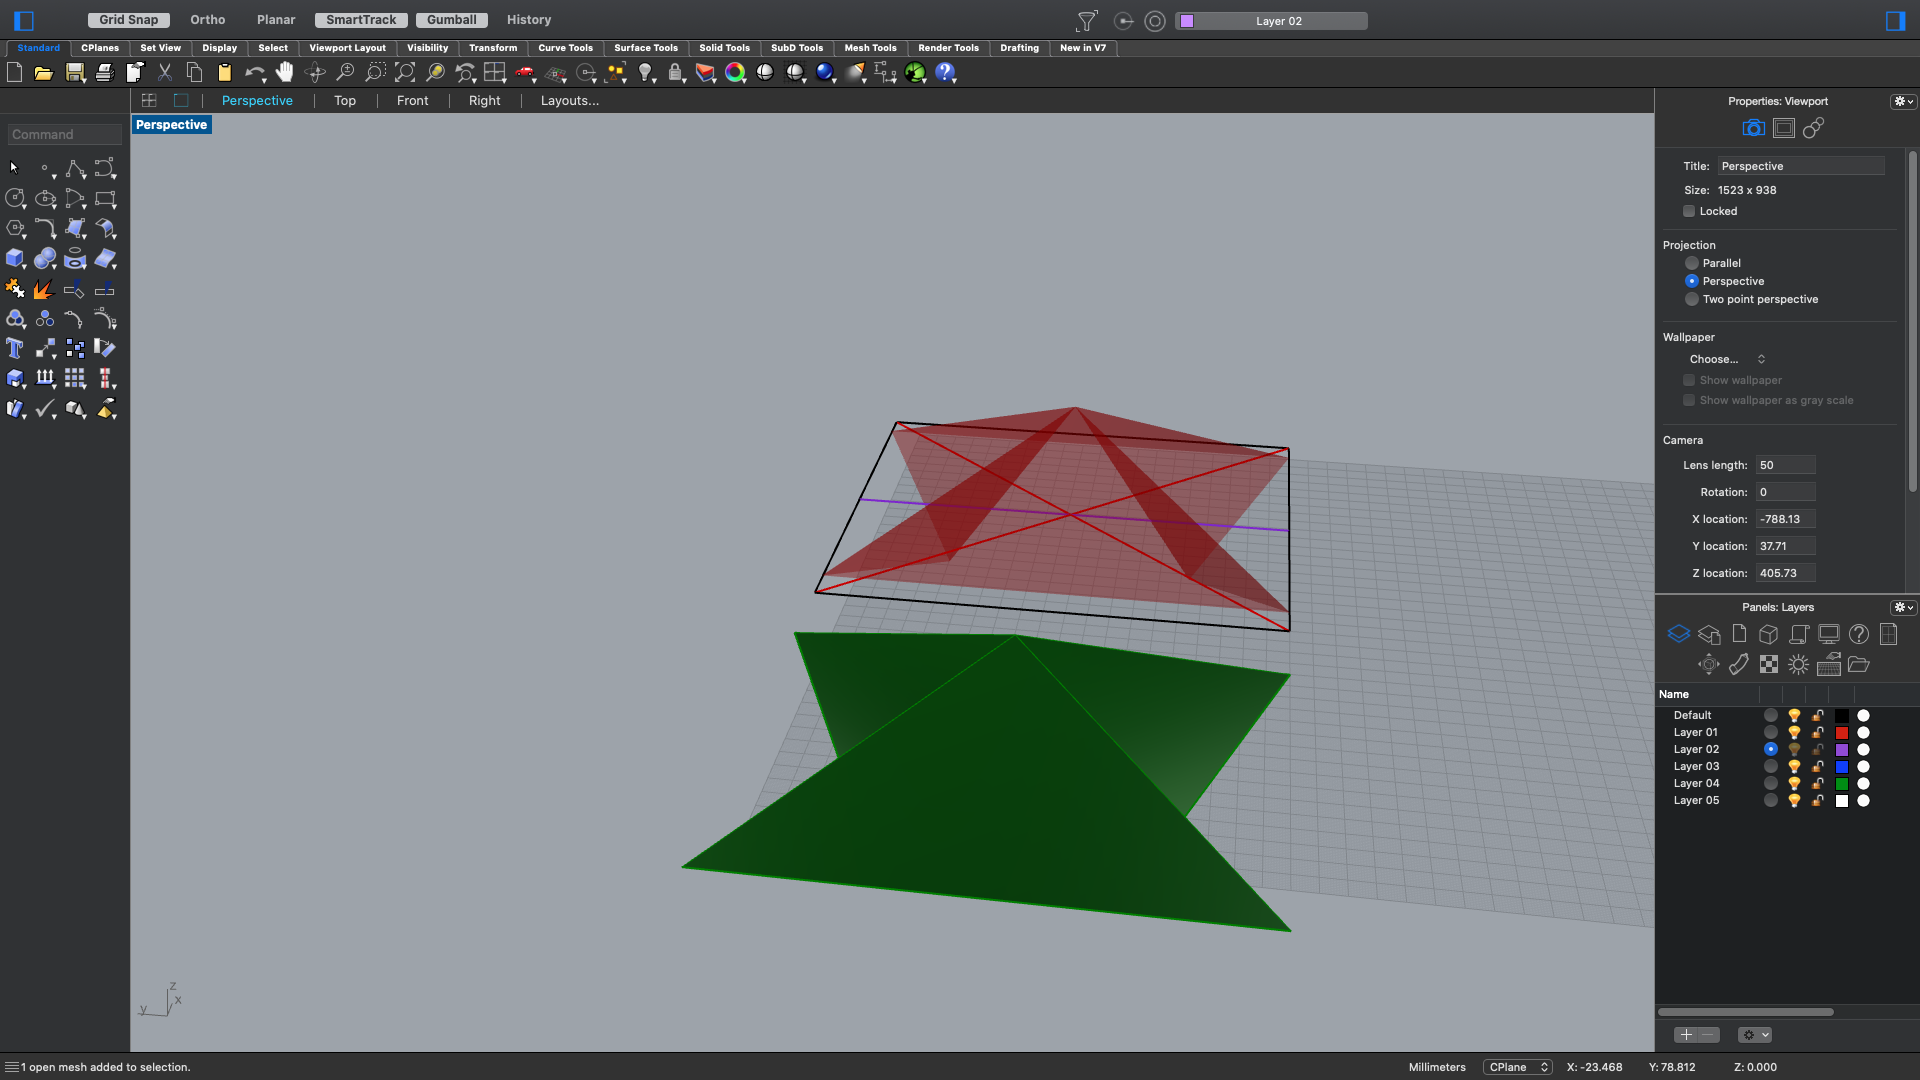 Grid Snap Ortho Planar SmartTrack Gumball History Layer 02
Standard CPlanes Set View Display Select Viewport Layout Visibility Transform Curve Tools Surface Tools Solid Tools SubD Tools Mesh Tools Render Tools Drafting New in V7
Perspective Top Front Right Layouts...
Perspective
Command
Properties: Viewport
Title: Perspective
Size: 1523 x 938
Locked
Projection
Parallel
Perspective
Two point perspective
Wallpaper
Choose...
Show wallpaper
Show wallpaper as gray scale
Camera
Lens length: 50
Rotation: 0
X location: -788.13
Y location: 37.71
Z location: 405.73
Panels: Layers
Name
Default
Layer 01
Layer 02
Layer 03
Layer 04
Layer 05
z
x
y
1 open mesh added to selection.
Millimeters CPlane X: -23.468 Y: 78.812 Z: 0.000